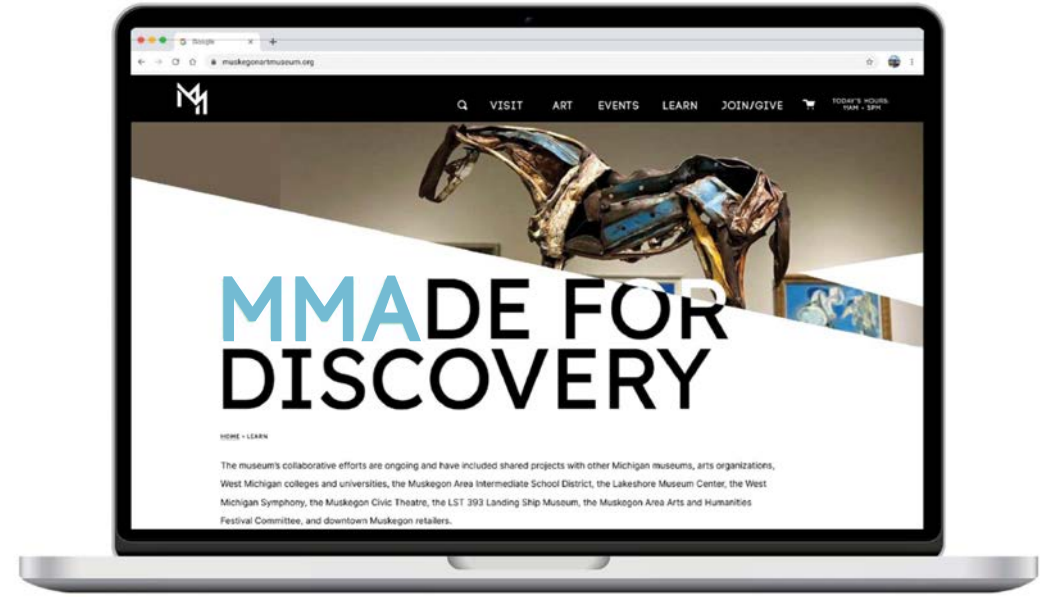 Google
muskegonartmuseum.org
VISIT ART EVENTS LEARN JOIN/GIVE TODAY'S HOURS:
11AM - 5PM
MMADE FOR
DISCOVERY
HOME > LEARN
The museum's collaborative efforts are ongoing and have included shared projects with other Michigan museums, arts organizations,
West Michigan colleges and universities, the Muskegon Area Intermediate School District, the Lakeshore Museum Center, the West
Michigan Symphony, the Muskegon Civic Theatre, the LST 393 Landing Ship Museum, the Muskegon Area Arts and Humanities
Festival Committee, and downtown Muskegon retailers.